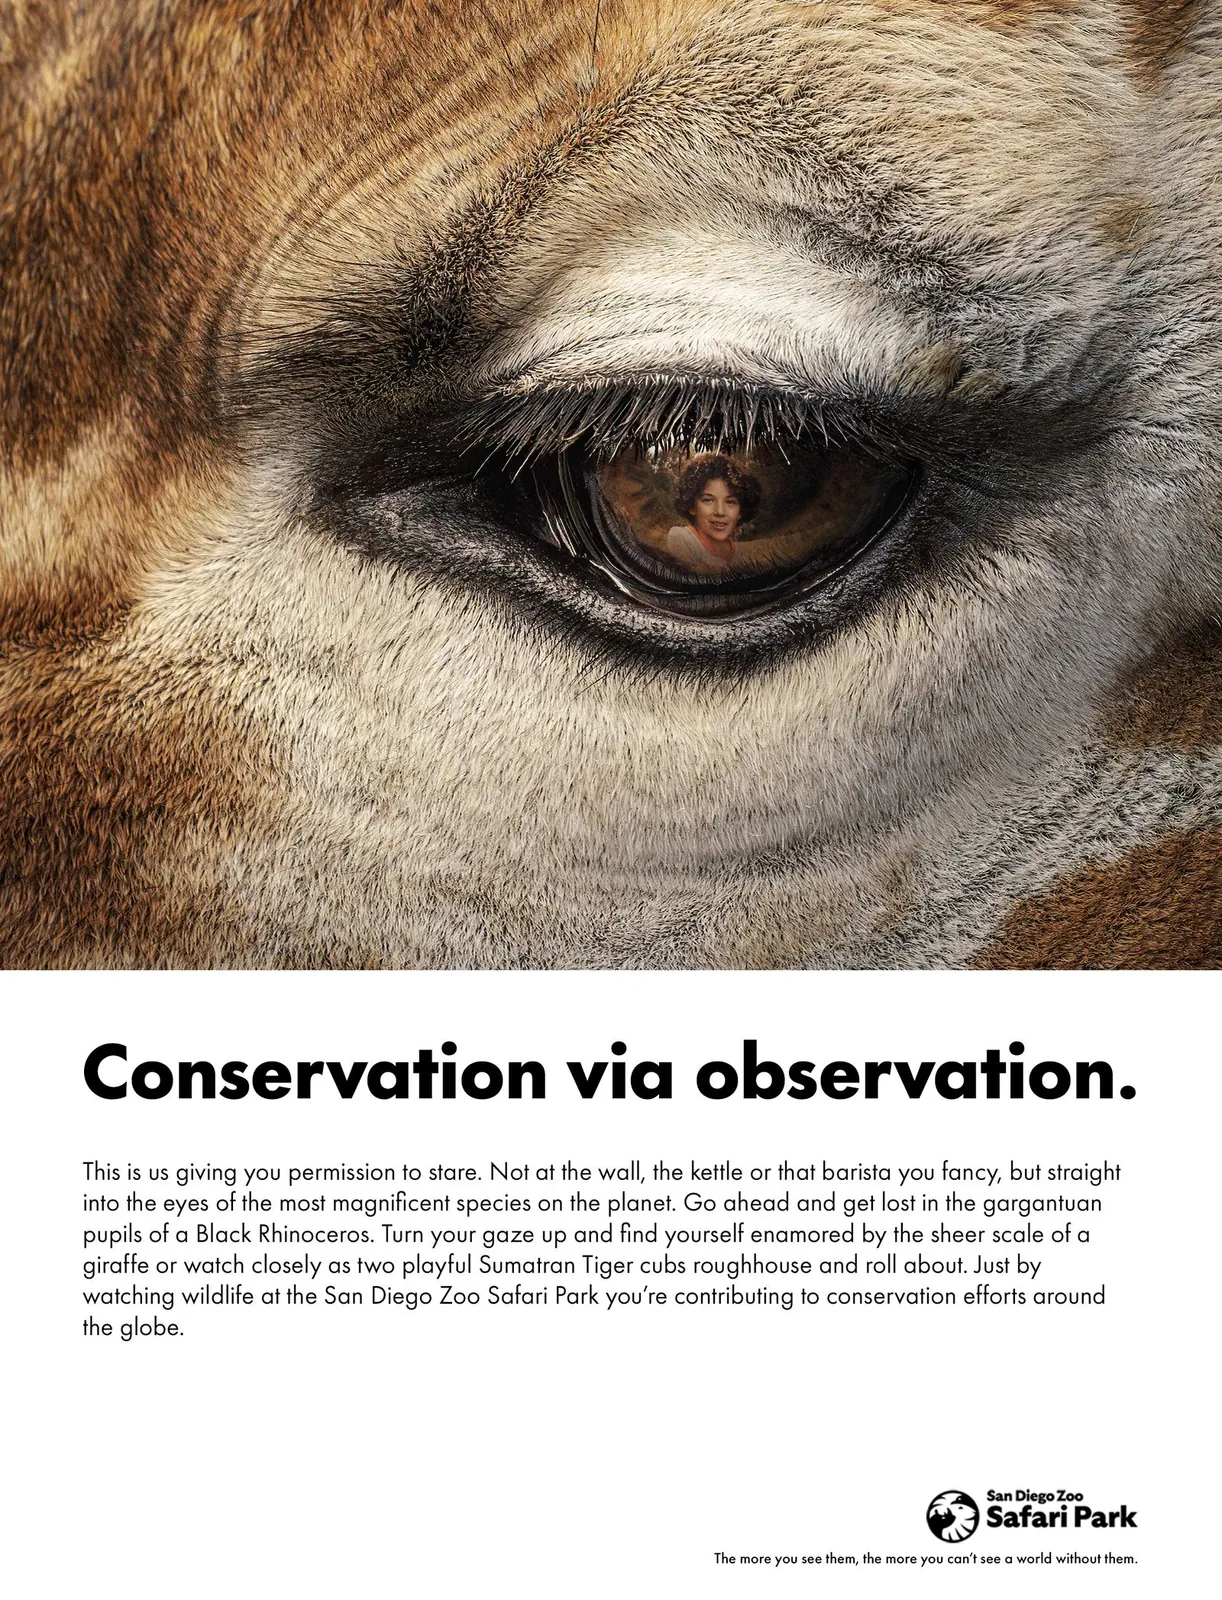 Conservation via observation.
This is us giving you permission to stare. Not at the wall, the kettle or that barista you fancy, but straight
into the eyes of the most magnificent species on the planet. Go ahead and get lost in the gargantuan
pupils of a Black Rhinoceros. Turn your gaze up and find yourself enamored by the sheer scale of a
giraffe or watch closely as two playful Sumatran Tiger cubs roughhouse and roll about. Just by
watching wildlife at the San Diego Zoo Safari Park you’re contributing to conservation efforts around
the globe.
San Diego Zoo
Safari Park
The more you see them, the more you can’t see a world without them.